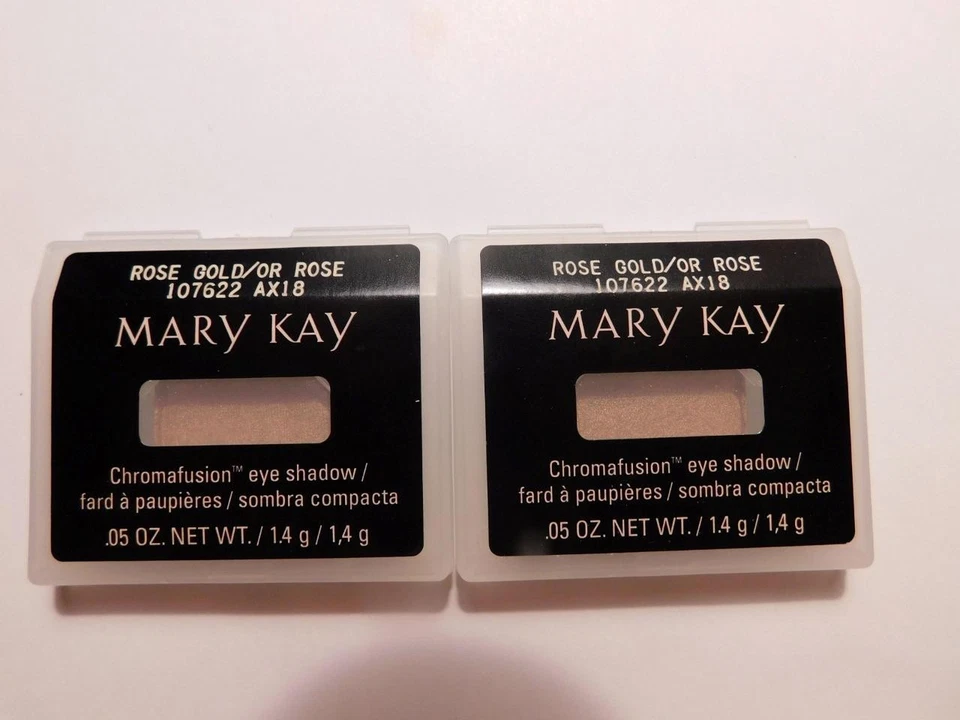 ROSE GOLD/OR ROSE
107622 AX18
MARY KAY
Chromafusion™ eye shadow /
fard à paupières / sombra compacta
.05 OZ. NET WT. / 1.4 g / 1,4 g
ROSE GOLD/OR ROSE
107622 AX18
MARY KAY
Chromafusion™ eye shadow /
fard à paupières / sombra compacta
.05 OZ. NET WT. / 1.4 g / 1,4 g